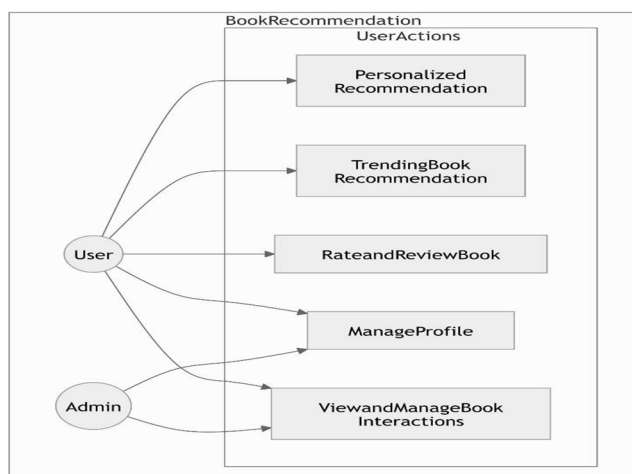 BookRecommendation
UserActions
Personalized
Recommendation
TrendingBook
Recommendation
User
RateandReviewBook
ManageProfile
Admin
ViewandManageBook
Interactions